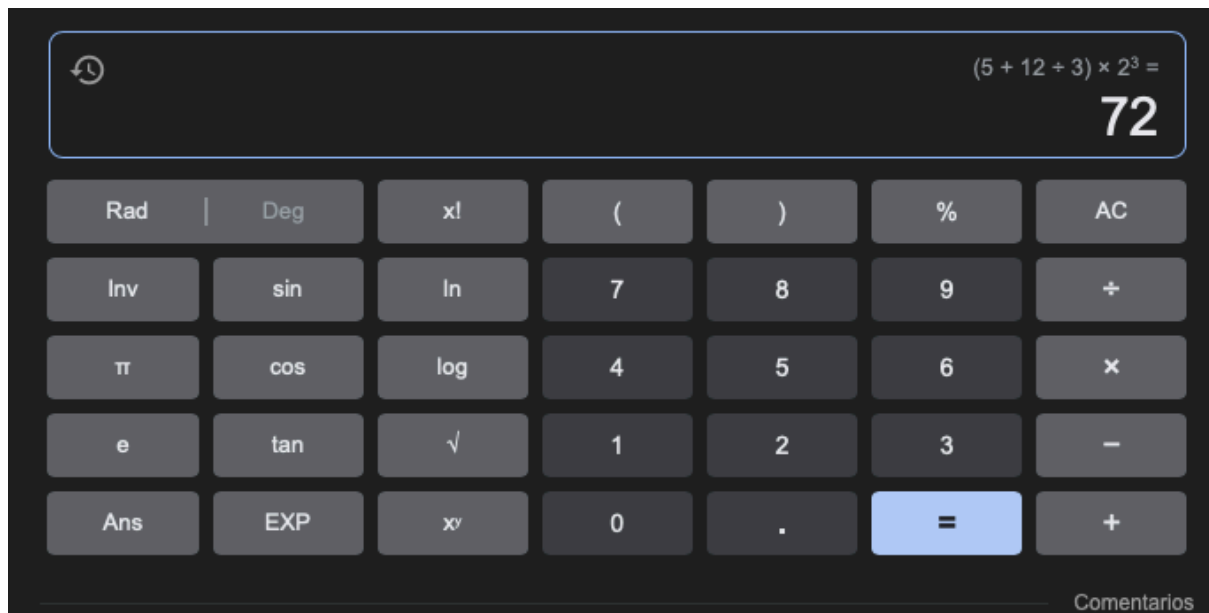 (5 + 12 ÷ 3) × 2³ =
72
Rad | Deg x! ( ) % AC
Inv sin ln 7 8 9 ÷
π cos log 4 5 6 ×
e tan √ 1 2 3 −
Ans EXP xʸ 0 . = +
Comentarios